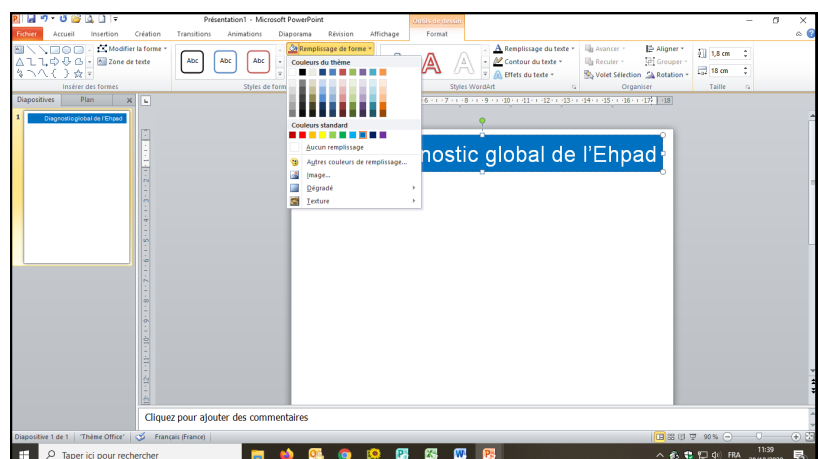 Présentation1 - Microsoft PowerPoint
Outils de dessin
Fichier Accueil Insertion Création Transitions Animations Diaporama Révision Affichage Format
Modifier la forme
Zone de texte
Insérer des formes
Abc Abc Abc
Styles de form
Remplissage de forme
Couleurs du thème
Couleurs standard
Aucun remplissage
Autres couleurs de remplissage...
Image...
Dégradé
Texture
A A
Remplissage du texte
Contour du texte
Effets du texte
Styles WordArt
Avancer
Reculer
Volet Sélection
Aligner
Grouper
Rotation
Organiser
1,8 cm
18 cm
Taille
Diapositives Plan
1
Diagnostic global de l'Ehpad
nostic global de l'Ehpad
Cliquez pour ajouter des commentaires
Diapositive 1 de 1 "Thème Office" Français (France) 90 %
Taper ici pour rechercher
FRA
11:39